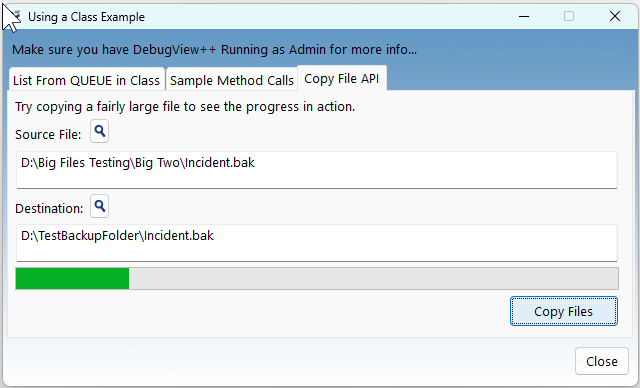 Using a Class Example
Make sure you have DebugView++ Running as Admin for more info...
List From QUEUE in Class
Sample Method Calls
Copy File API
Try copying a fairly large file to see the progress in action.
Source File:
D:\Big Files Testing\Big Two\Incident.bak
Destination:
D:\TestBackupFolder\Incident.bak
Copy Files
Close